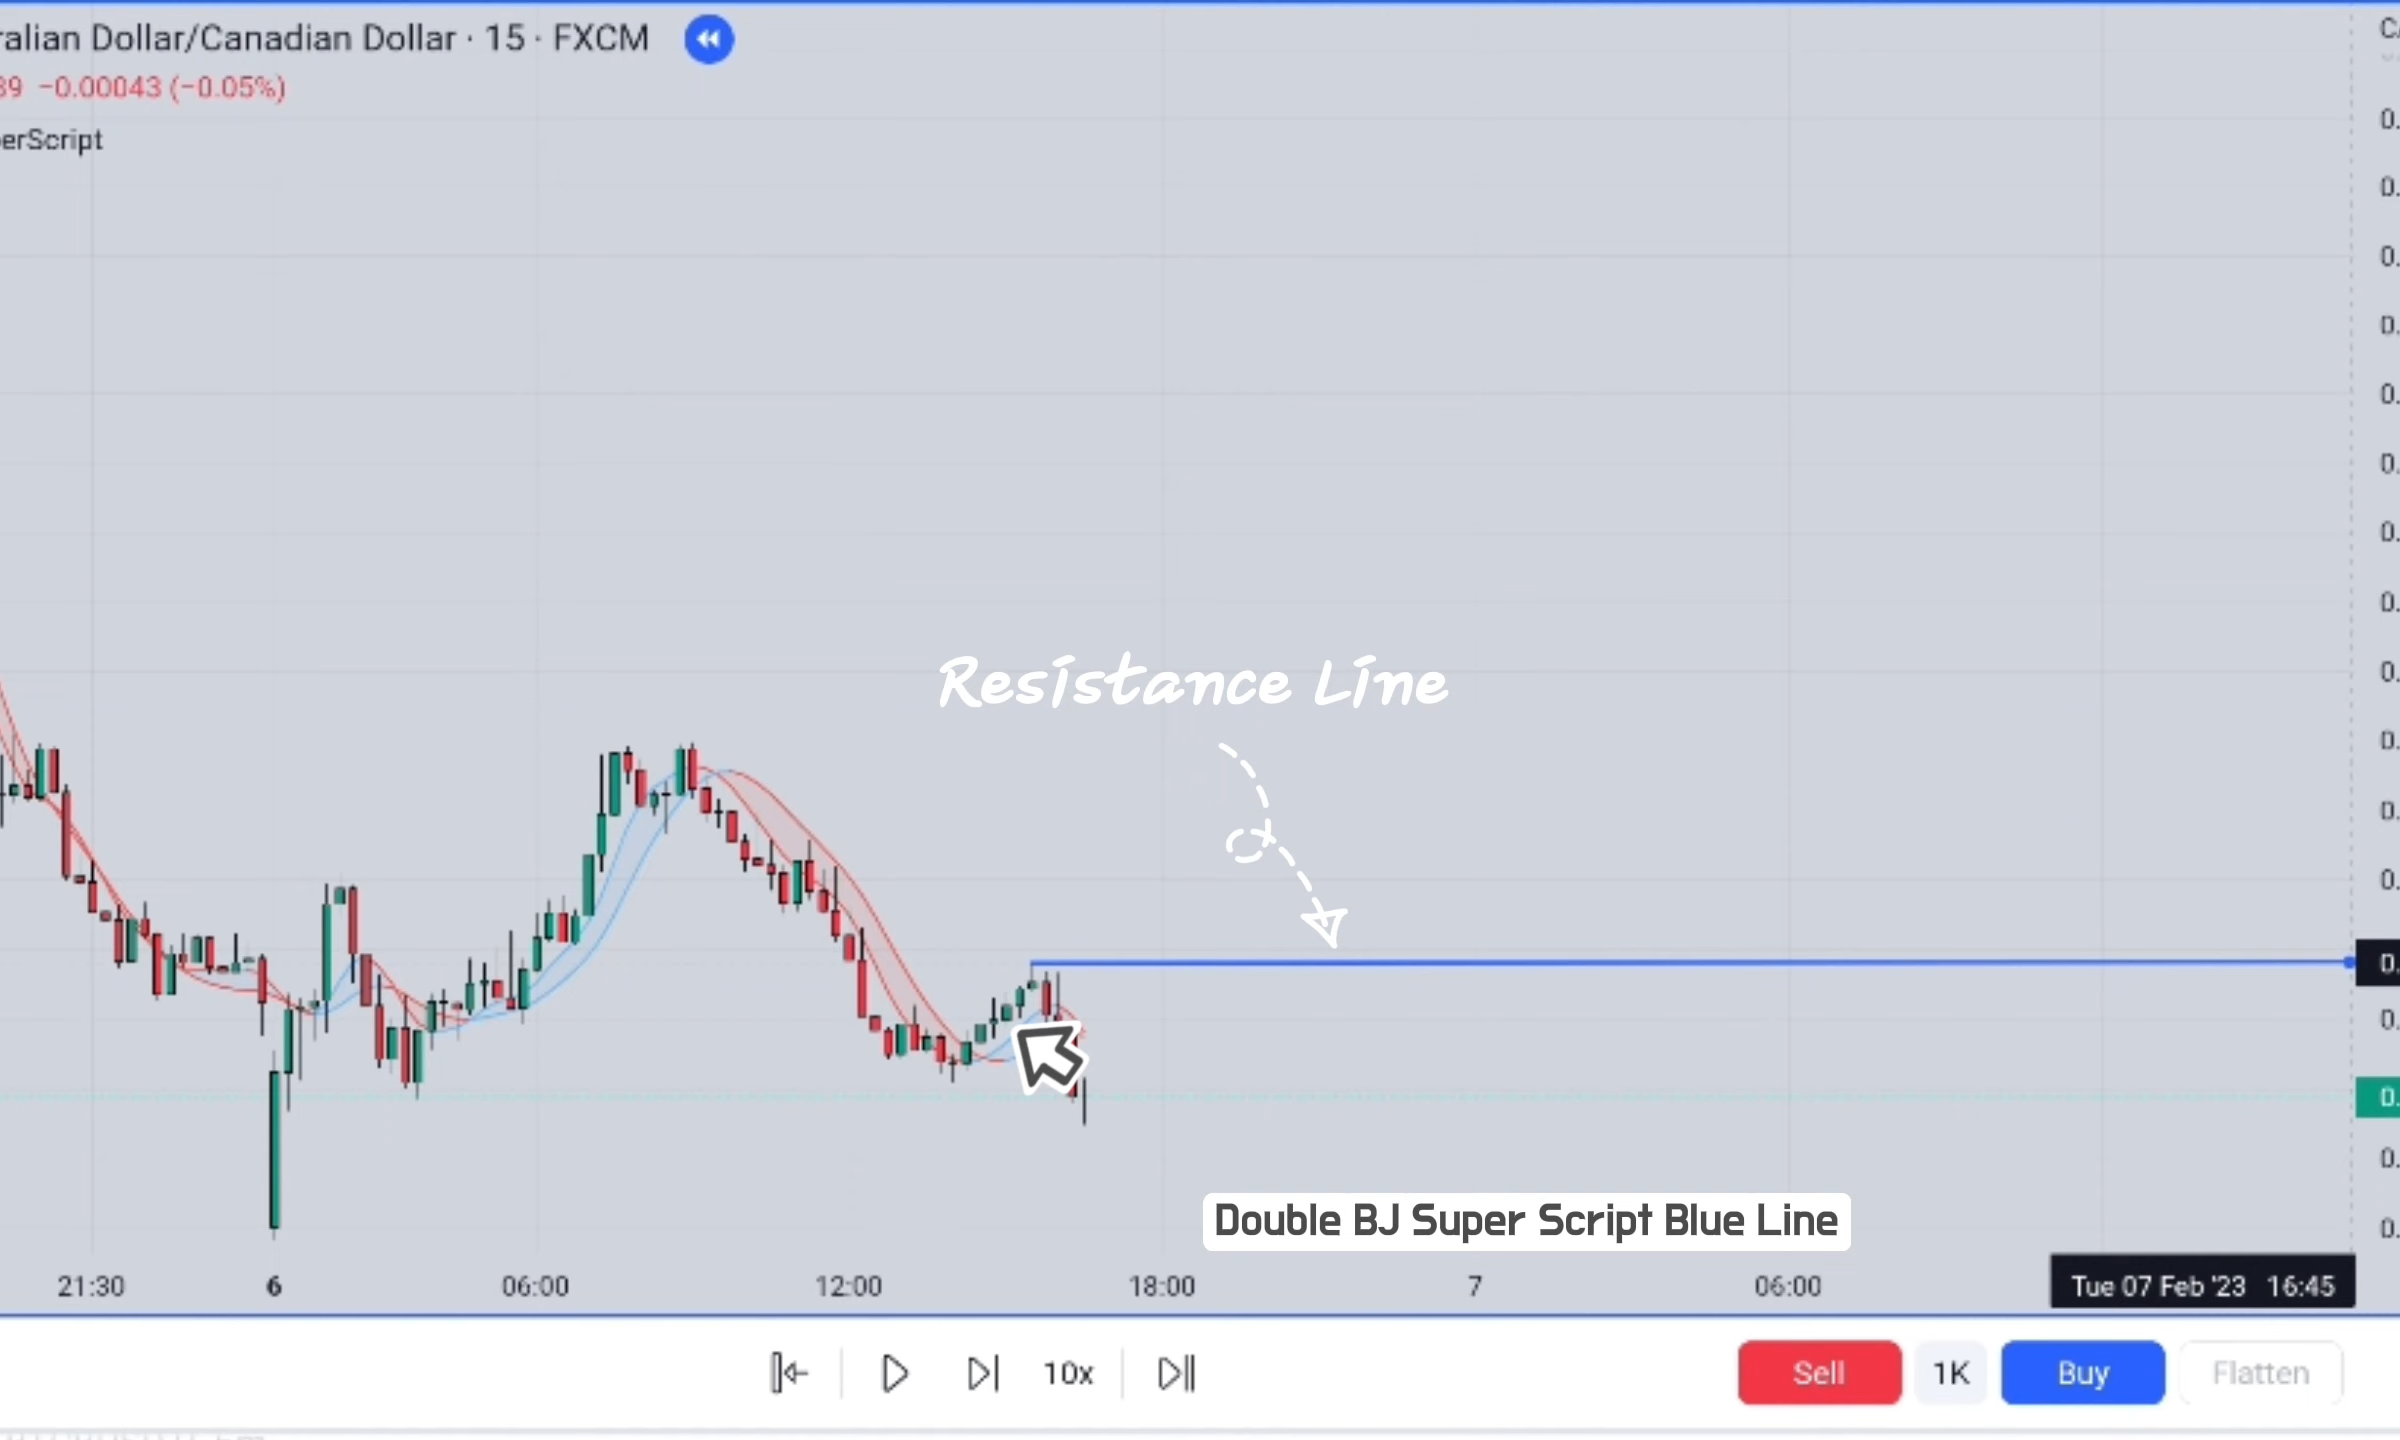 ralian Dollar/Canadian Dollar · 15 · FXCM
39 −0.00043 (−0.05%)
erScript
Resistance Line
Double BJ Super Script Blue Line
21:30 6 06:00 12:00 18:00 7 06:00 Tue 07 Feb '23 16:45
10x Sell 1K Buy Flatten